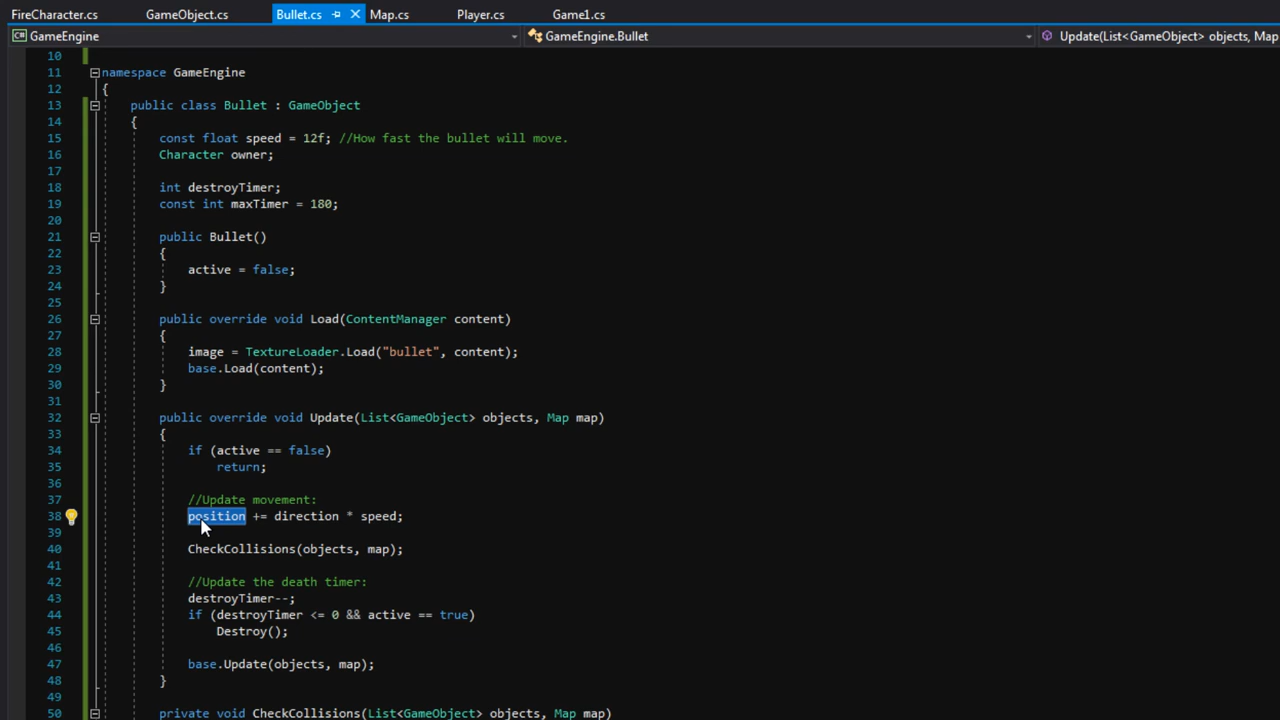 FireCharacter.cs GameObject.cs Bullet.cs Map.cs Player.cs Game1.cs
C# GameEngine GameEngine.Bullet Update(List<GameObject> objects, Map
10
11 namespace GameEngine
12 {
13 public class Bullet : GameObject
14 {
15 const float speed = 12f; //How fast the bullet will move.
16 Character owner;
17
18 int destroyTimer;
19 const int maxTimer = 180;
20
21 public Bullet()
22 {
23 active = false;
24 }
25
26 public override void Load(ContentManager content)
27 {
28 image = TextureLoader.Load("bullet", content);
29 base.Load(content);
30 }
31
32 public override void Update(List<GameObject> objects, Map map)
33 {
34 if (active == false)
35 return;
36
37 //Update movement:
38 position += direction * speed;
39
40 CheckCollisions(objects, map);
41
42 //Update the death timer:
43 destroyTimer--;
44 if (destroyTimer <= 0 && active == true)
45 Destroy();
46
47 base.Update(objects, map);
48 }
49
50 private void CheckCollisions(List<GameObject> objects, Map map)